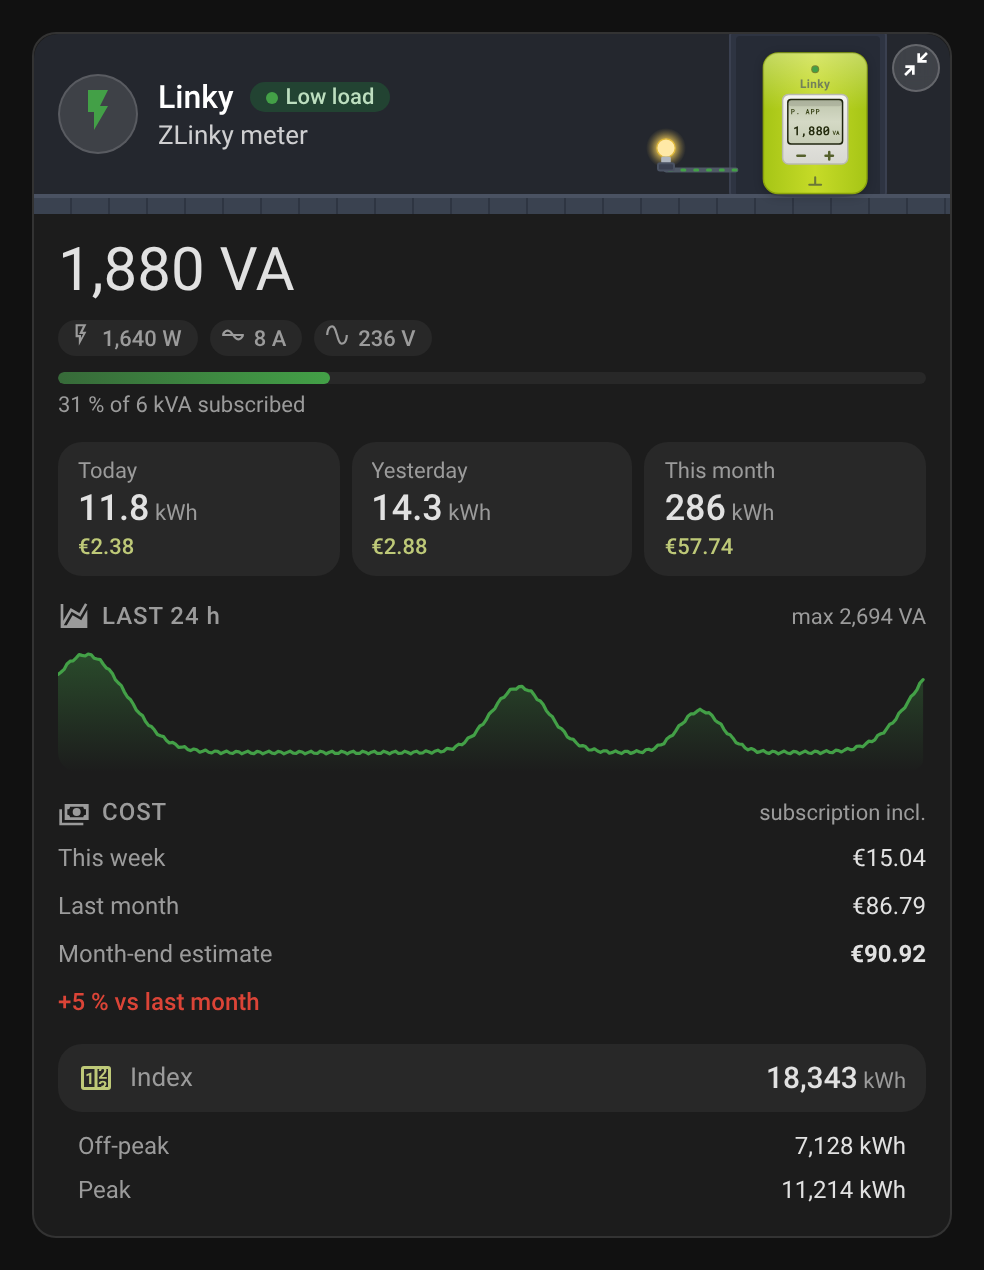 Linky
Low load
ZLinky meter
Linky
P. APP
1,880 VA
1,880 VA
1,640 W
8 A
236 V
31 % of 6 kVA subscribed
Today
11.8 kWh
€2.38
Yesterday
14.3 kWh
€2.88
This month
286 kWh
€57.74
LAST 24 h
max 2,694 VA
COST
subscription incl.
This week
€15.04
Last month
€86.79
Month-end estimate
€90.92
+5 % vs last month
Index
18,343 kWh
Off-peak
7,128 kWh
Peak
11,214 kWh